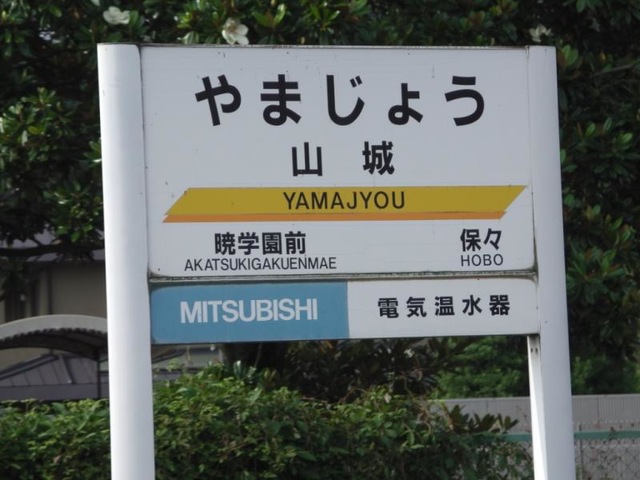 やまじょう
山城
YAMAJYOU
暁学園前 保々
AKATSUKIGAKUENMAE HOBO
MITSUBISHI 電気温水器